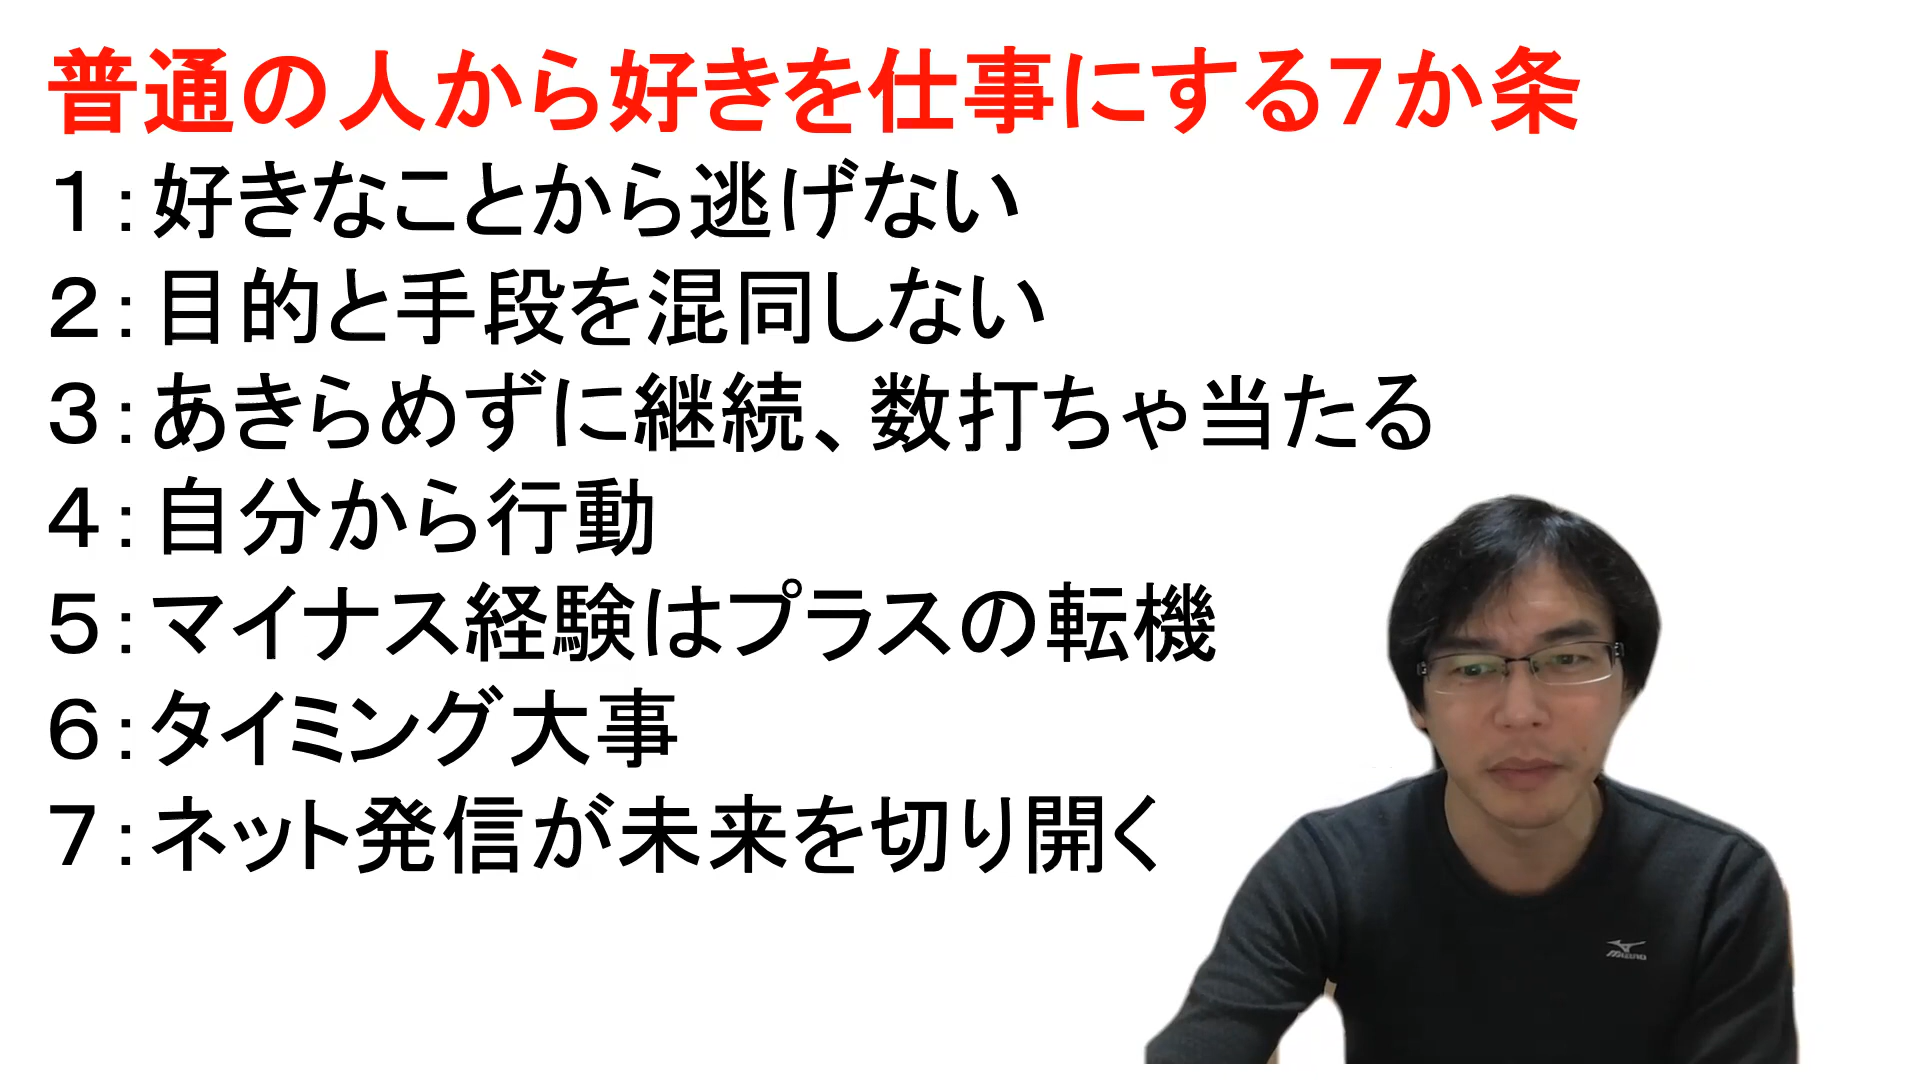 普通の人から好きを仕事にする７か条
１：好きなことから逃げない
２：目的と手段を混同しない
３：あきらめずに継続、数打ちゃ当たる
４：自分から行動
５：マイナス経験はプラスの転機
６：タイミング大事
７：ネット発信が未来を切り開く
MIZUNO